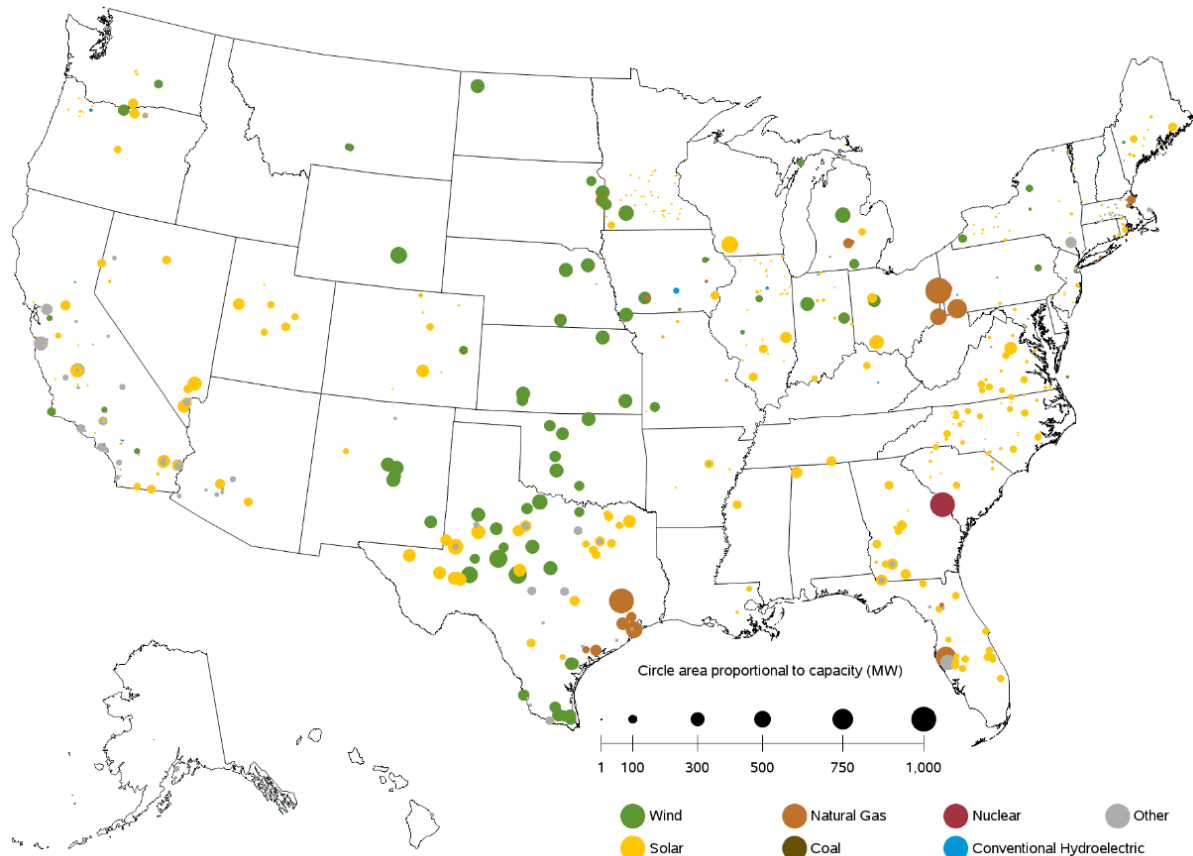 Circle area proportional to capacity (MW)
1 100 300 500 750 1,000
Wind Natural Gas Nuclear Other
Solar Coal Conventional Hydroelectric